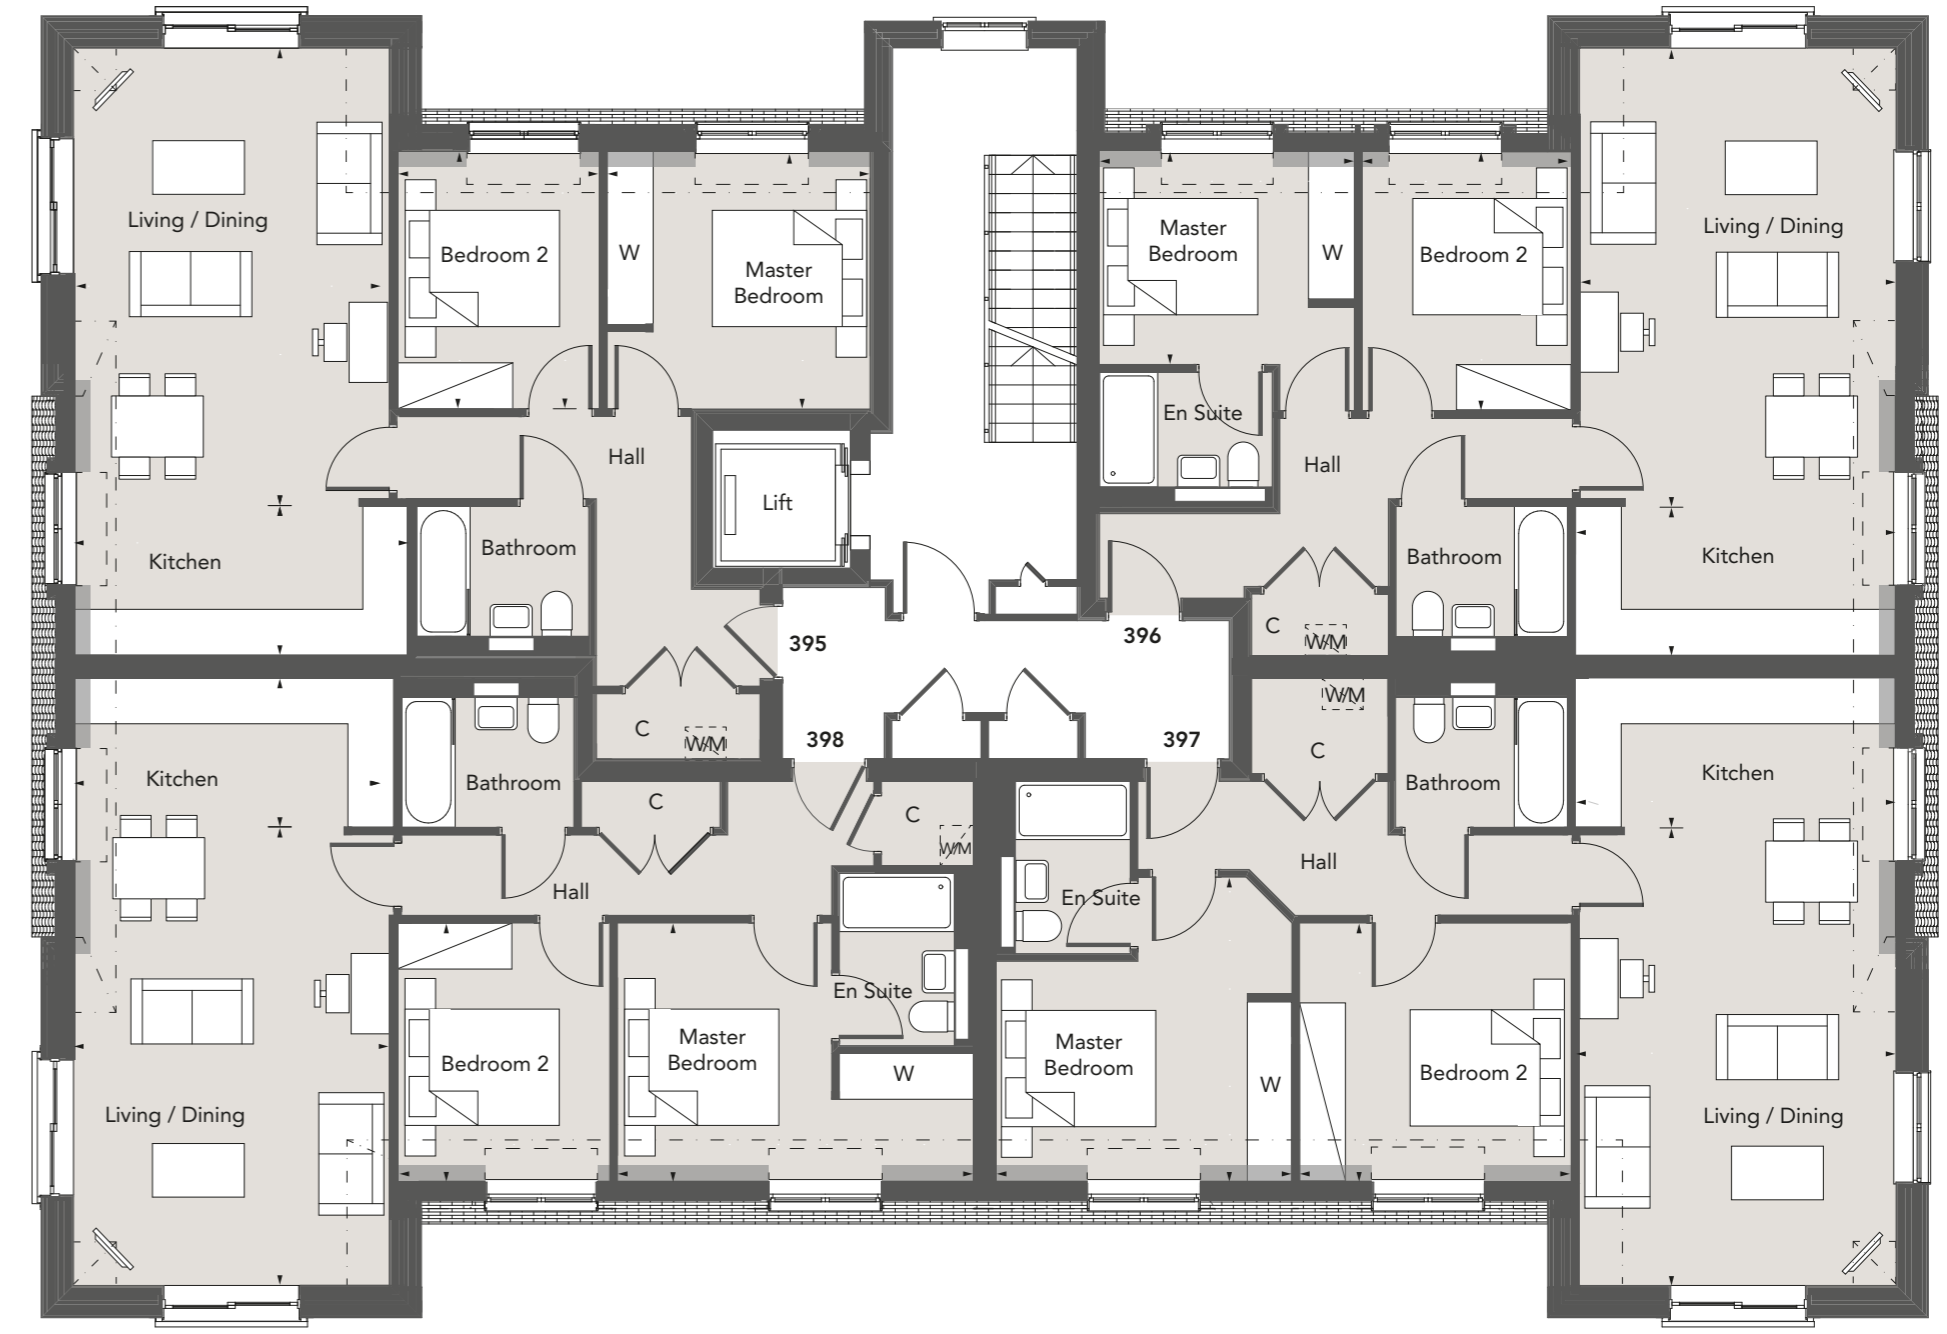 Living / Dining
Bedroom 2
W
Master
Bedroom
Hall
Lift
Kitchen
Bathroom
395
C
W/M
Master
Bedroom
W
Bedroom 2
Living / Dining
En Suite
Hall
Kitchen
Bathroom
396
C
W/M
398
Kitchen
Bathroom
C
C
W/M
Hall
En Suite
Bedroom 2
Master
Bedroom
W
Living / Dining
397
W/M
C
Bathroom
Kitchen
Hall
En Suite
Master
Bedroom
W
Bedroom 2
Living / Dining